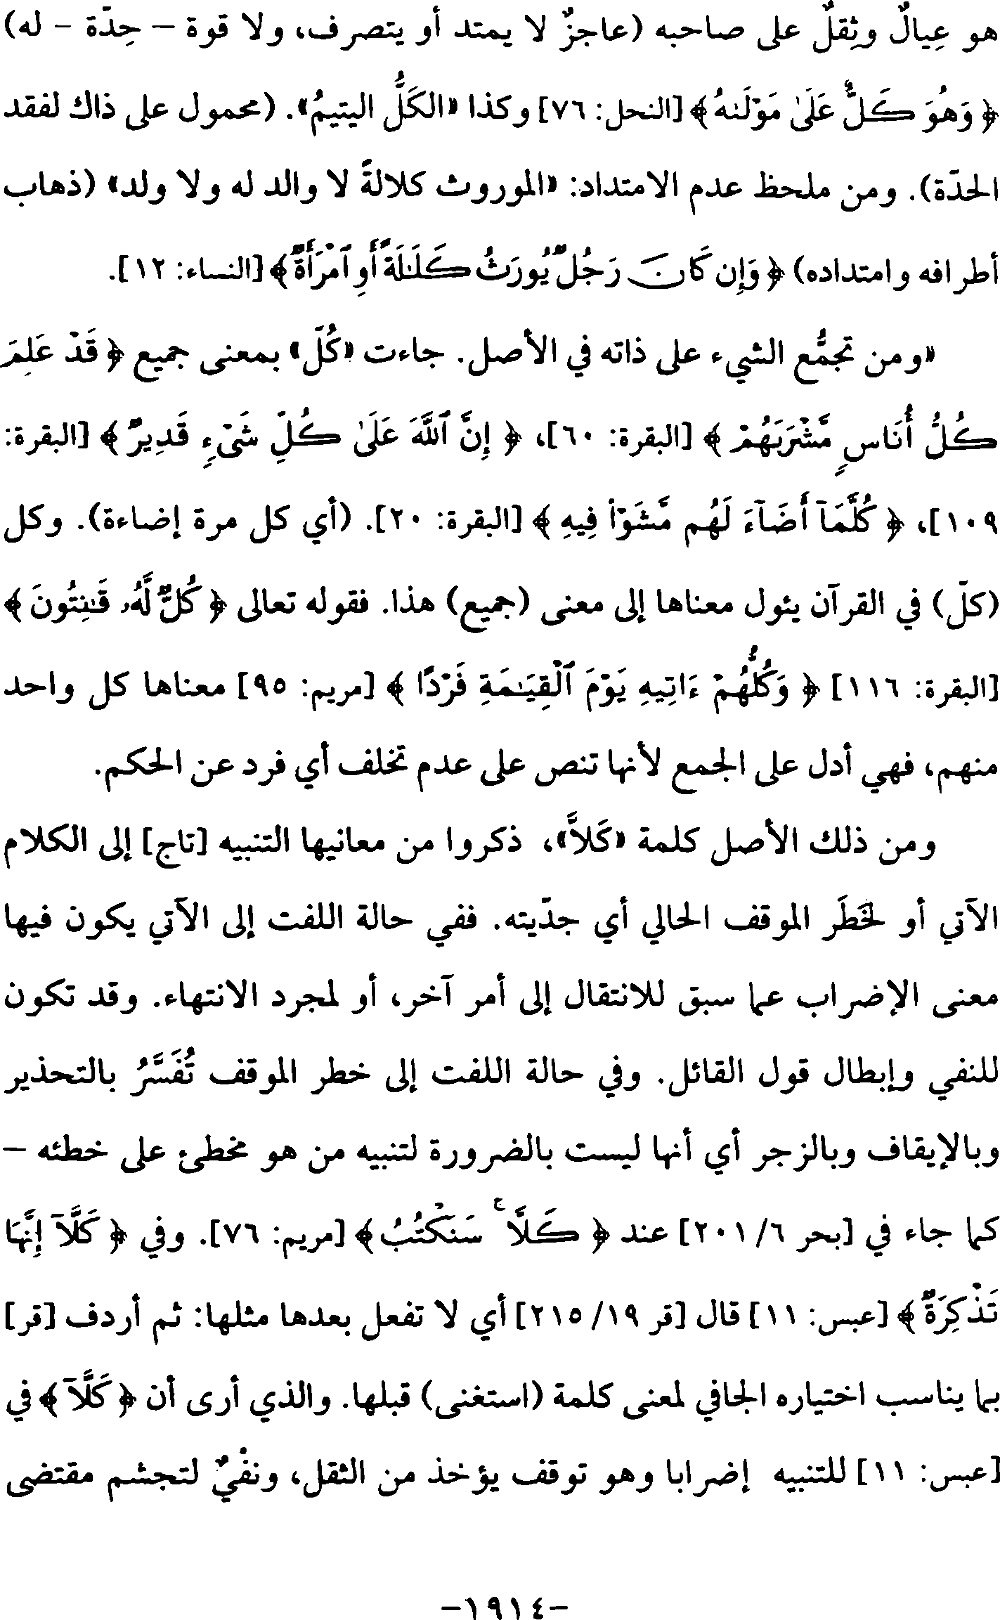 هو عِيالٌ وثِقلٌ على صاحبه (عاجزٌ لا يمتد أو يتصرف، ولا قوة – حِدّة - له)
﴿ وَهُوَ كَلٌّ عَلَىٰ مَوْلَىٰهُ﴾ [النحل: ٧٦] وكذا «الكَلُّ اليتيمُ». (محمول على ذاك لفقد
الحدّة). ومن ملحظ عدم الامتداد: «الموروث كلالةً لا والد له ولا ولد» (ذهاب
أطرافه وامتداده) ﴿ وَإِن كَانَ رَجُلٌ يُورَثُ كَلَٰلَةً أَوِ ٱمْرَأَةٌ﴾ [النساء: ١٢].
«ومن تجمُّع الشيء على ذاته في الأصل. جاءت «كُلّ» بمعنى جميع ﴿ قَدْ عَلِمَ
كُلُّ أُنَاسٍ مَّشْرَبَهُمْ ﴾ [البقرة: ٦٠]، ﴿ إِنَّ ٱللَّهَ عَلَىٰ كُلِّ شَىْءٍ قَدِيرٌ ﴾ [البقرة:
١٠٩]، ﴿ كُلَّمَآ أَضَآءَ لَهُم مَّشَوْا۟ فِيهِ ﴾ [البقرة: ٢٠]. (أي كل مرة إضاءة). وكل
(كلّ) في القرآن يئول معناها إلى معنى (جميع) هذا. فقوله تعالى ﴿ كُلٌّ لَّهُۥ قَٰنِتُونَ ﴾
[البقرة: ١١٦] ﴿ وَكُلُّهُمْ ءَاتِيهِ يَوْمَ ٱلْقِيَٰمَةِ فَرْدًا ﴾ [مريم: ٩٥] معناها كل واحد
منهم، فهي أدل على الجمع لأنها تنص على عدم تخلف أي فرد عن الحكم.
ومن ذلك الأصل كلمة «كَلاَّ»، ذكروا من معانيها التنبيه [تاج] إلى الكلام
الآتي أو لخَطَر الموقف الحالي أي جدّيته. ففي حالة اللفت إلى الآتي يكون فيها
معنى الإضراب عما سبق للانتقال إلى أمر آخر، أو لمجرد الانتهاء. وقد تكون
للنفي وإبطال قول القائل. وفي حالة اللفت إلى خطر الموقف تُفَسَّرُ بالتحذير
وبالإيقاف وبالزجر أي أنها ليست بالضرورة لتنبيه من هو مخطئ على خطئه –
كما جاء في [بحر ٦/ ٢٠١] عند ﴿ كَلَّا ۚ سَنَكْتُبُ﴾ [مريم: ٧٦]. وفي ﴿ كَلَّآ إِنَّهَا
تَذْكِرَةٌ﴾ [عبس: ١١] قال [قر ١٩/ ٢١٥] أي لا تفعل بعدها مثلها: ثم أردف [قر]
بما يناسب اختياره الجافي لمعنى كلمة (استغنى) قبلها. والذي أرى أن ﴿ كَلَّآ ﴾ في
[عبس: ١١] للتنبيه إضرابا وهو توقف يؤخذ من الثقل، ونفْيٌ لتجشم مقتضى
-١٩١٤-